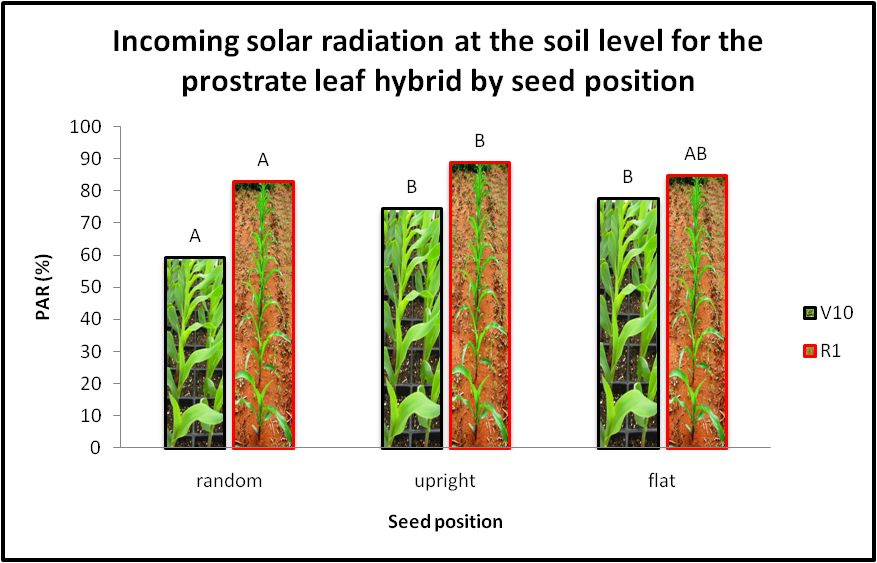 Incoming solar radiation at the soil level for the
prostrate leaf hybrid by seed position
100
90
80
70
60
50
40
30
20
10
0
PAR (%)
A
A
B
B
B
AB
random
upright
flat
Seed position
V10
R1